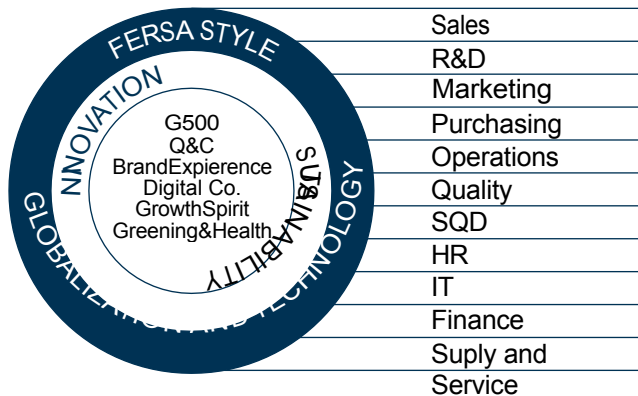 FERSA STYLE
INNOVATION
G500
Q&C
BrandExpierence
Digital Co.
GrowthSpirit
Greening&Health
SUSTAINABILITY
GLOBALIZATION AND TECHNOLOGY
Sales
R&D
Marketing
Purchasing
Operations
Quality
SQD
HR
IT
Finance
Suply and
Service